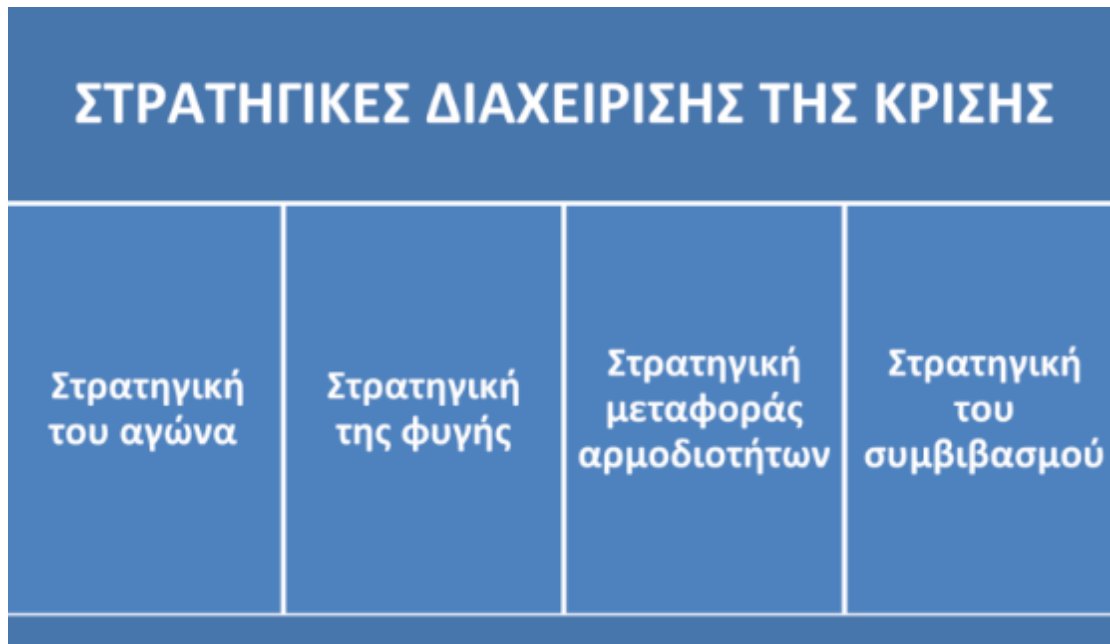 ΣΤΡΑΤΗΓΙΚΕΣ ΔΙΑΧΕΙΡΙΣΗΣ ΤΗΣ ΚΡΙΣΗΣ
Στρατηγική
του αγώνα
Στρατηγική
της φυγής
Στρατηγική
μεταφοράς
αρμοδιοτήτων
Στρατηγική
του
συμβιβασμού